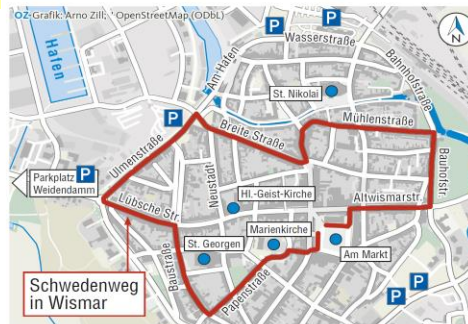 OZ-Grafik: Arno Zill; OpenStreetMap (ODbL)
Hafen
Am Hafen
P
P
Wasserstraße
Bahnhofstraße
N
St. Nikolai
P
Breite Straße
Mühlenstraße
Ulmenstraße
Parkplatz P
Weidendamm
Neustadt
Bauhofstr.
Hl.-Geist-Kirche
Altwismarstr.
Lübsche Str.
Marienkirche
St. Georgen
Am Markt
Baustraße
Papenstraße
Schwedenweg
in Wismar
P
P
P